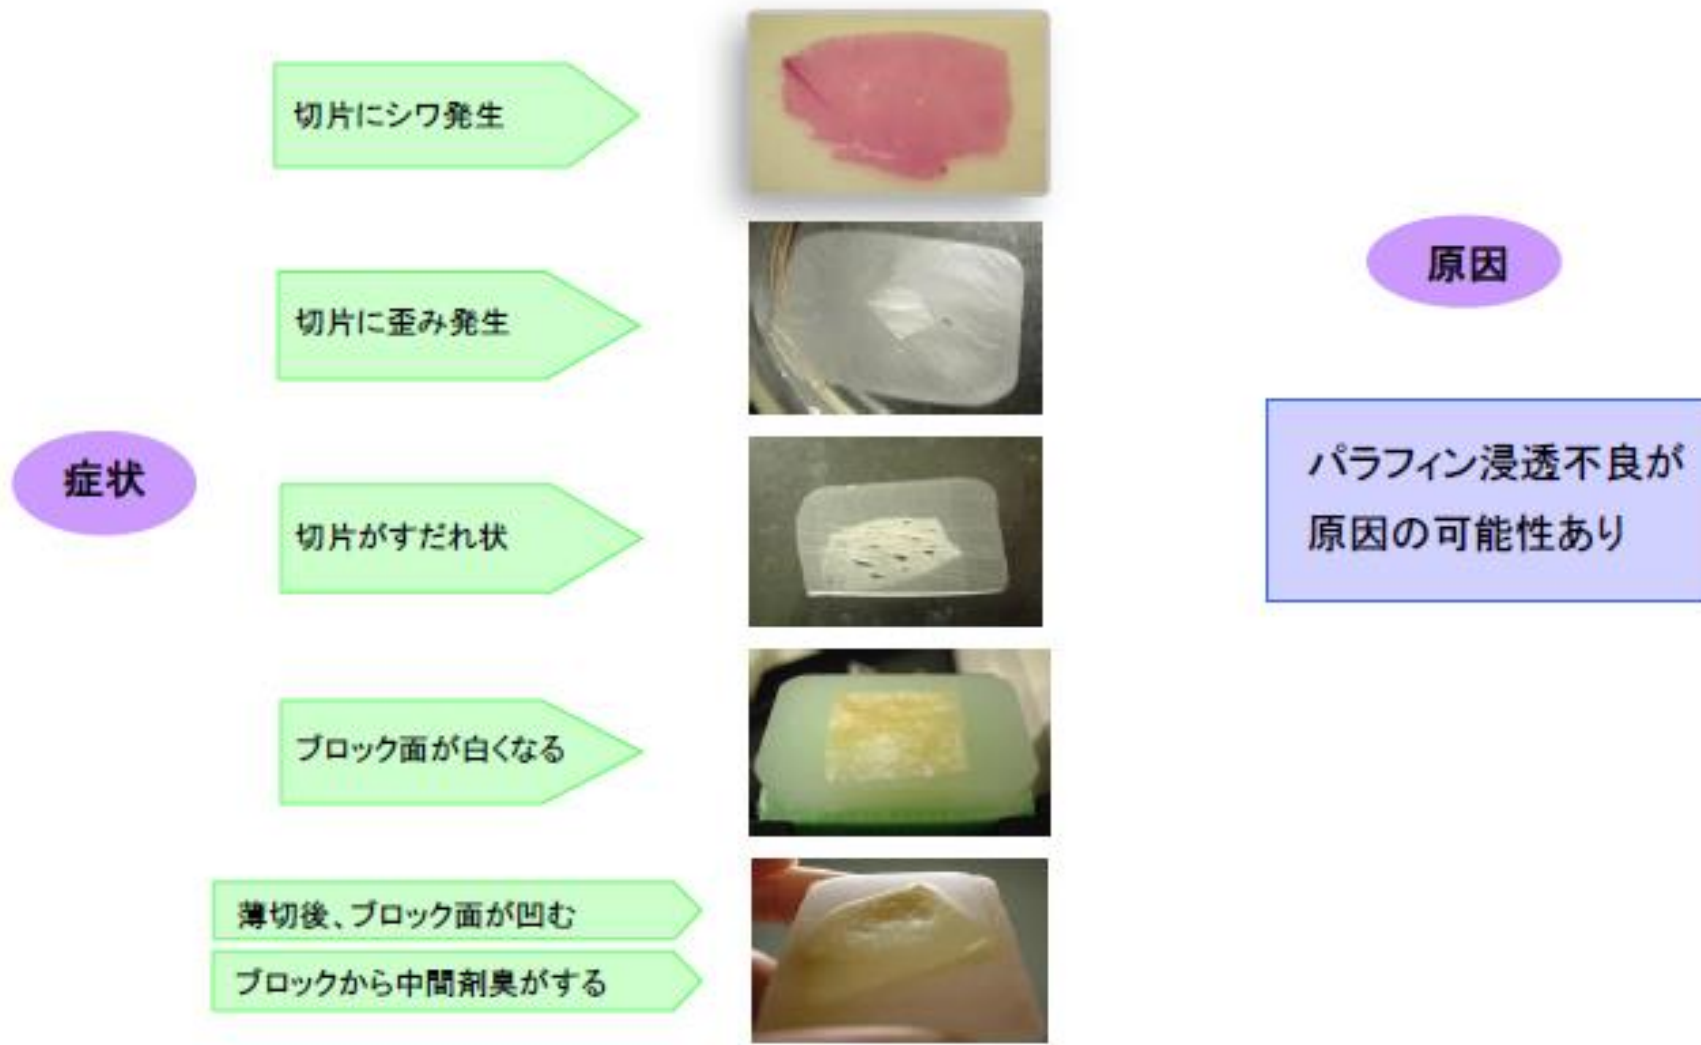 症状
切片にシワ発生
切片に歪み発生
切片がすだれ状
ブロック面が白くなる
薄切後、ブロック面が凹む
ブロックから中間剤臭がする
原因
パラフィン浸透不良が
原因の可能性あり